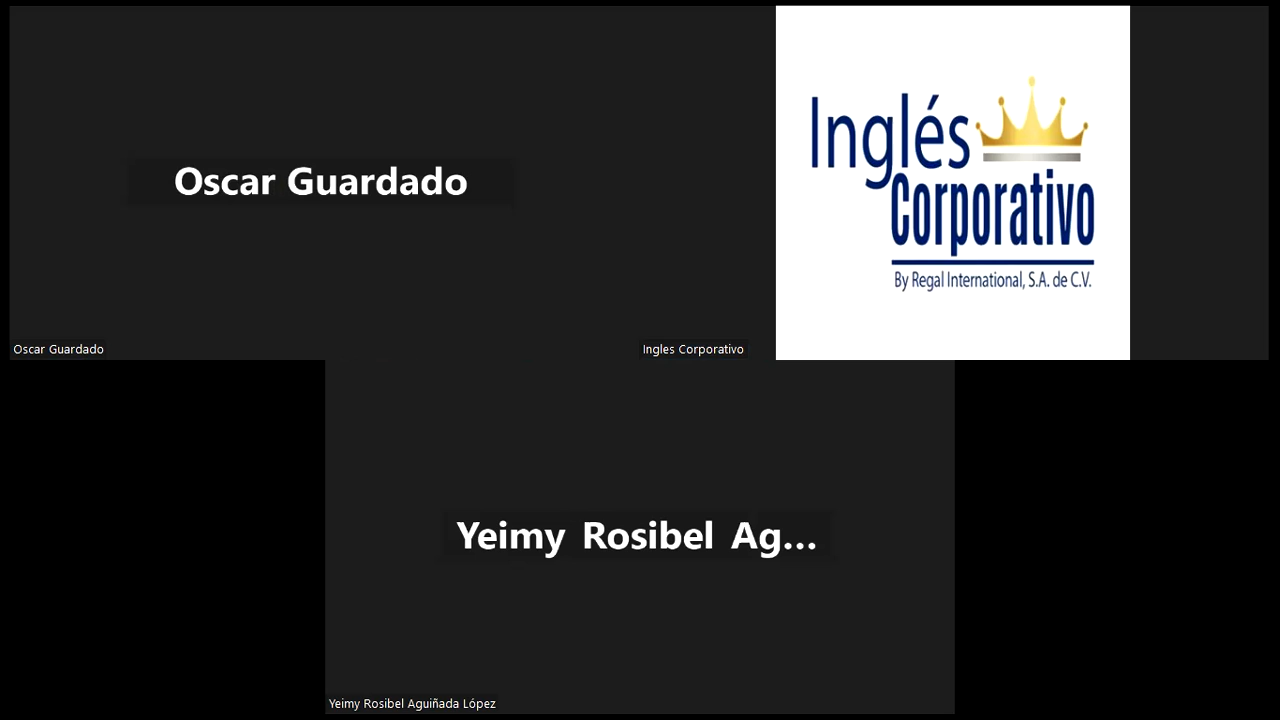 Oscar Guardado
Oscar Guardado
Inglés
Corporativo
By Regal International, S.A. de C.V.
Ingles Corporativo
Yeimy Rosibel Ag...
Yeimy Rosibel Aguiñada López